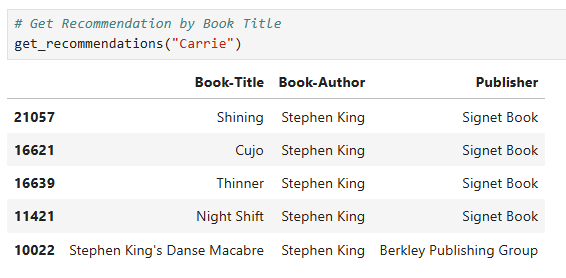 # Get Recommendation by Book Title
get_recommendations("Carrie")
Book-Title Book-Author Publisher
21057 Shining Stephen King Signet Book
16621 Cujo Stephen King Signet Book
16639 Thinner Stephen King Signet Book
11421 Night Shift Stephen King Signet Book
10022 Stephen King's Danse Macabre Stephen King Berkley Publishing Group